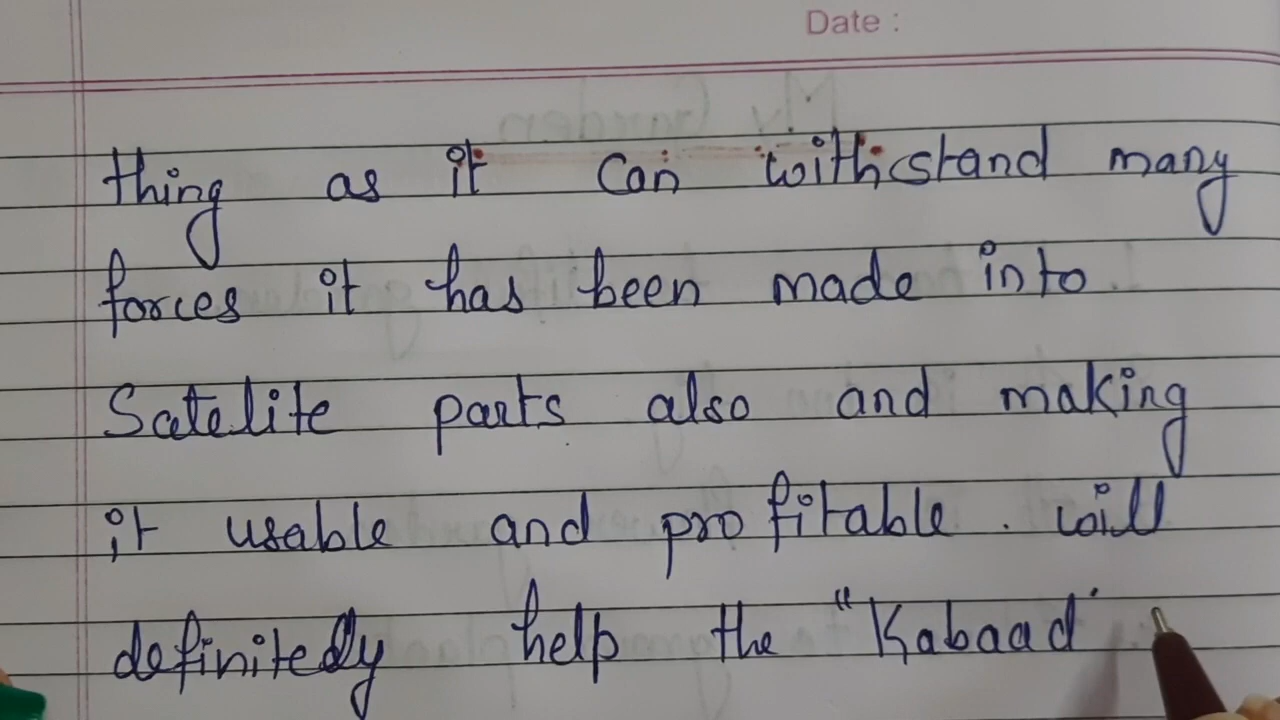 Date :
thing as it can withstand many
forces it has been made into
Satelite parts also and making
it usable and profitable . will
definitedly help the "Kabaad"